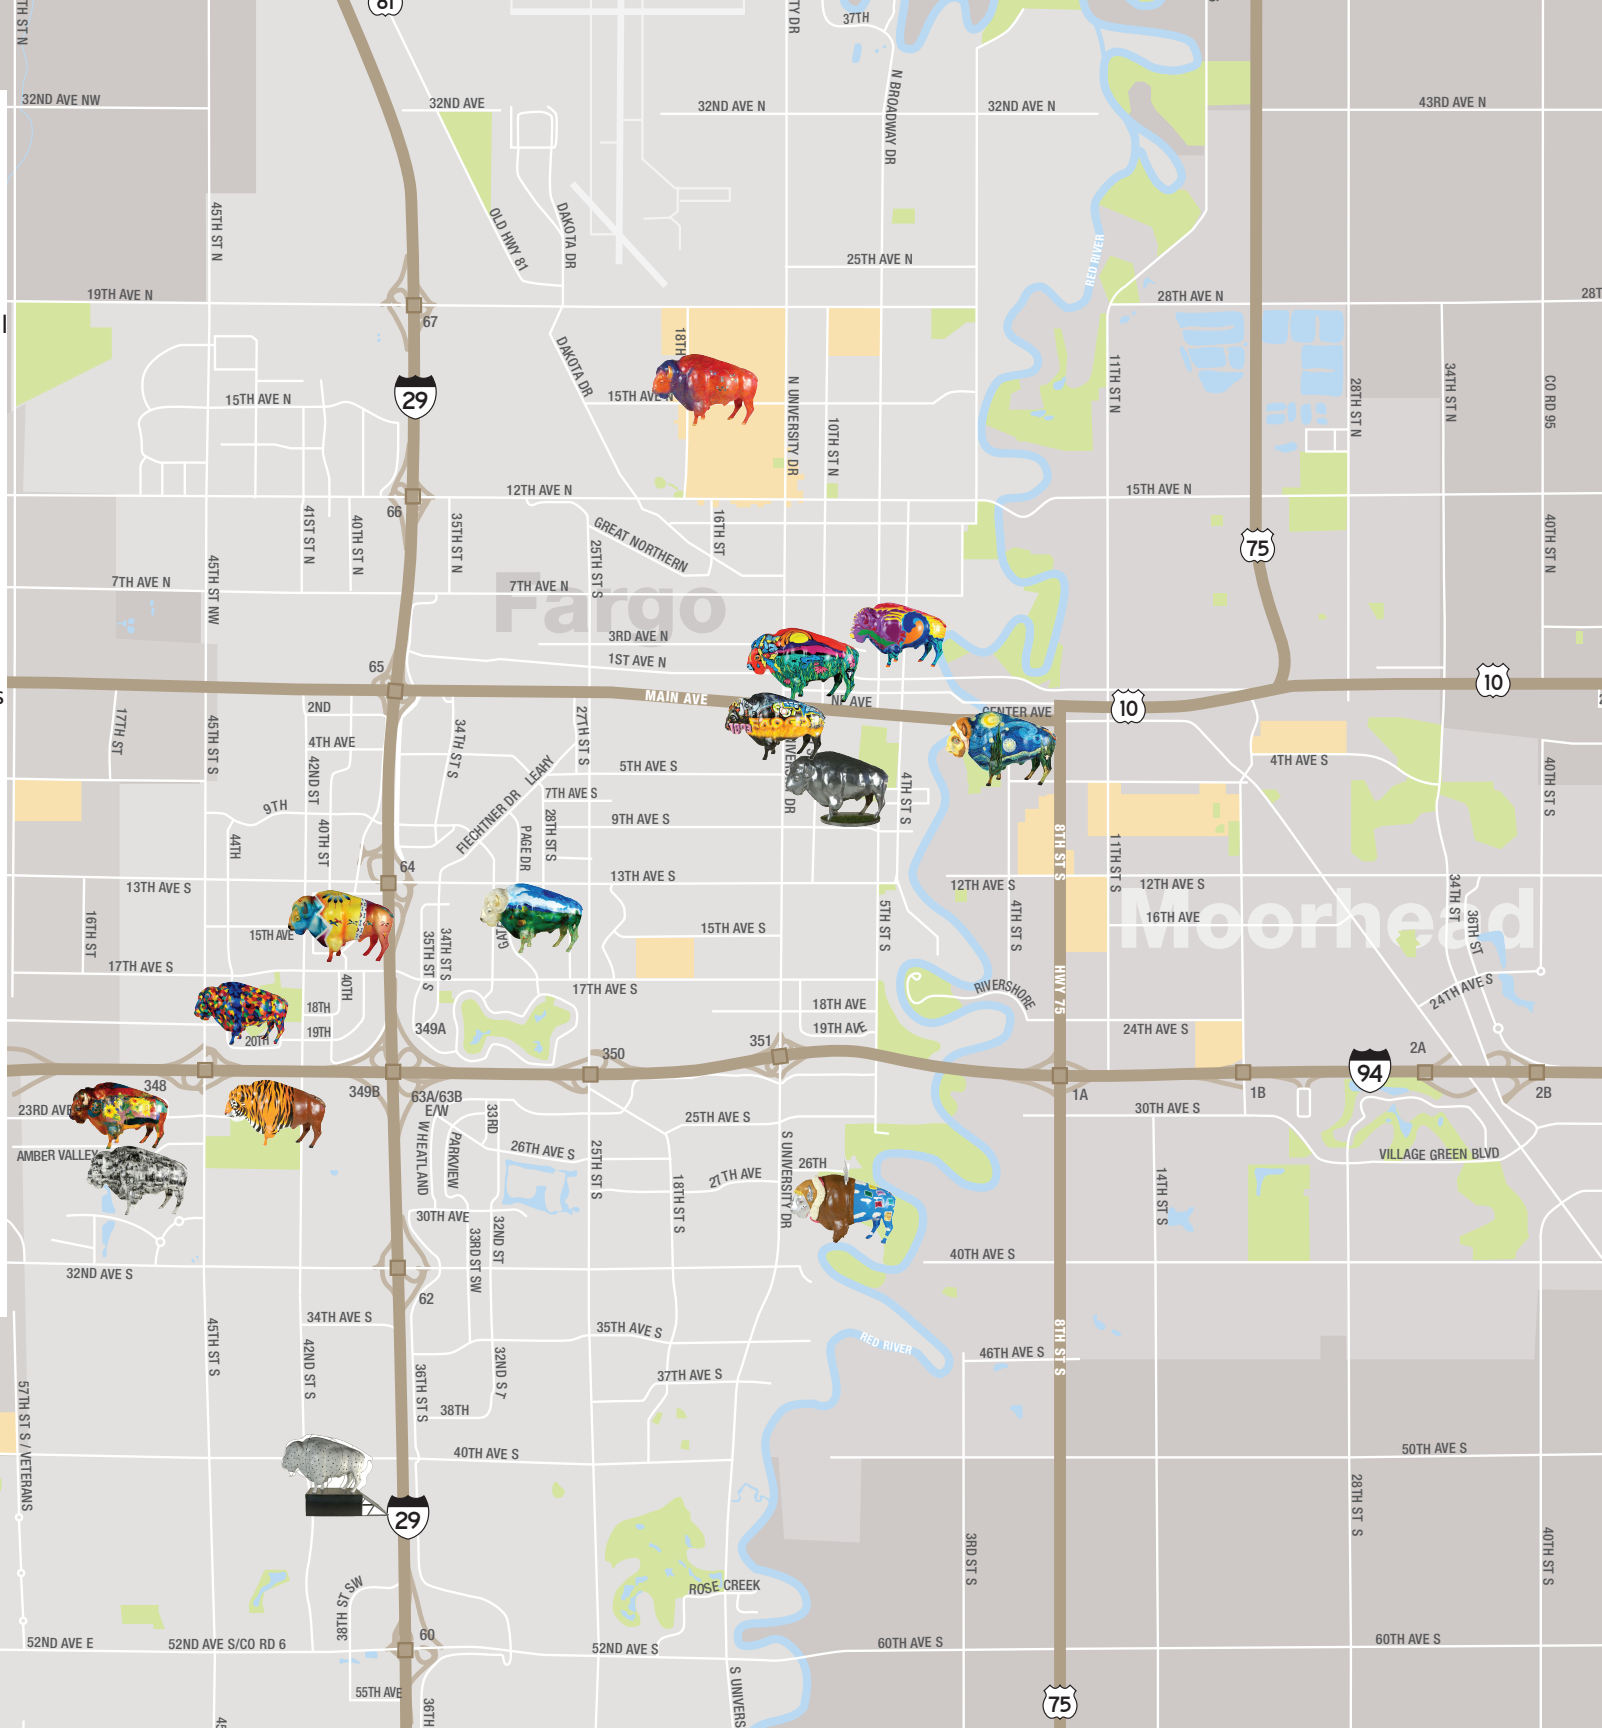 81
37TH
N BROADWAY DR
32ND AVE NW
32ND AVE
32ND AVE N
32ND AVE N
43RD AVE N
45TH ST N
OLD HWY 81
DAKOTA DR
25TH AVE N
RED RIVER
19TH AVE N
28TH AVE N
67
18TH
DAKOTA DR
11TH ST N
34TH ST N
CO RD 95
28TH ST N
29
15TH AVE N
15TH AVE N
N UNIVERSITY DR
10TH ST N
12TH AVE N
15TH AVE N
66
41ST ST N
40TH ST N
35TH ST N
GREAT NORTHERN
16TH ST
25TH ST S
75
40TH ST N
45TH ST NW
7TH AVE N
7TH AVE N
Fargo
3RD AVE N
1ST AVE N
65
MAIN AVE
10
10
CENTER AVE
2ND
17TH ST
45TH ST S
4TH AVE
42ND ST
34TH ST S
27TH ST S
5TH AVE S
4TH AVE S
LEAHY
7TH AVE S
4TH ST S
40TH ST S
9TH
FIECHTNER DR
28TH ST S
9TH AVE S
40TH ST
44TH
PAGE DR
8TH ST S
11TH ST S
64
13TH AVE S
13TH AVE S
12TH AVE S
12TH AVE S
34TH ST
Moorhead
16TH ST
15TH AVE
35TH ST S
34TH ST S
15TH AVE S
5TH ST S
4TH ST S
16TH AVE
36TH ST
17TH AVE S
40TH
17TH AVE S
RIVERSHORE
HWY 75
24TH AVE S
18TH
18TH AVE
19TH
19TH AVE
20TH
349A
24TH AVE S
351
350
2A
94
348
349B
63A/63B
E/W
1A
1B
2B
23RD AVE
33RD
25TH AVE S
30TH AVE S
AMBER VALLEY
WHEATLAND
PARKVIEW
26TH AVE S
25TH ST S
S UNIVERSITY DR
26TH
VILLAGE GREEN BLVD
27TH AVE
18TH ST S
14TH ST S
30TH AVE
33RD ST SW
32ND ST
40TH AVE S
32ND AVE S
62
34TH AVE S
35TH AVE S
45TH ST S
42ND ST S
RED RIVER
8TH ST S
46TH AVE S
32ND ST
36TH ST S
37TH AVE S
57TH ST S / VETERANS
38TH
40TH AVE S
50TH AVE S
29
28TH ST S
3RD ST S
40TH ST S
38TH ST SW
ROSE CREEK
60
52ND AVE E
52ND AVE S/CO RD 6
52ND AVE S
60TH AVE S
60TH AVE S
55TH AVE
36TH
S UNIVERS
75